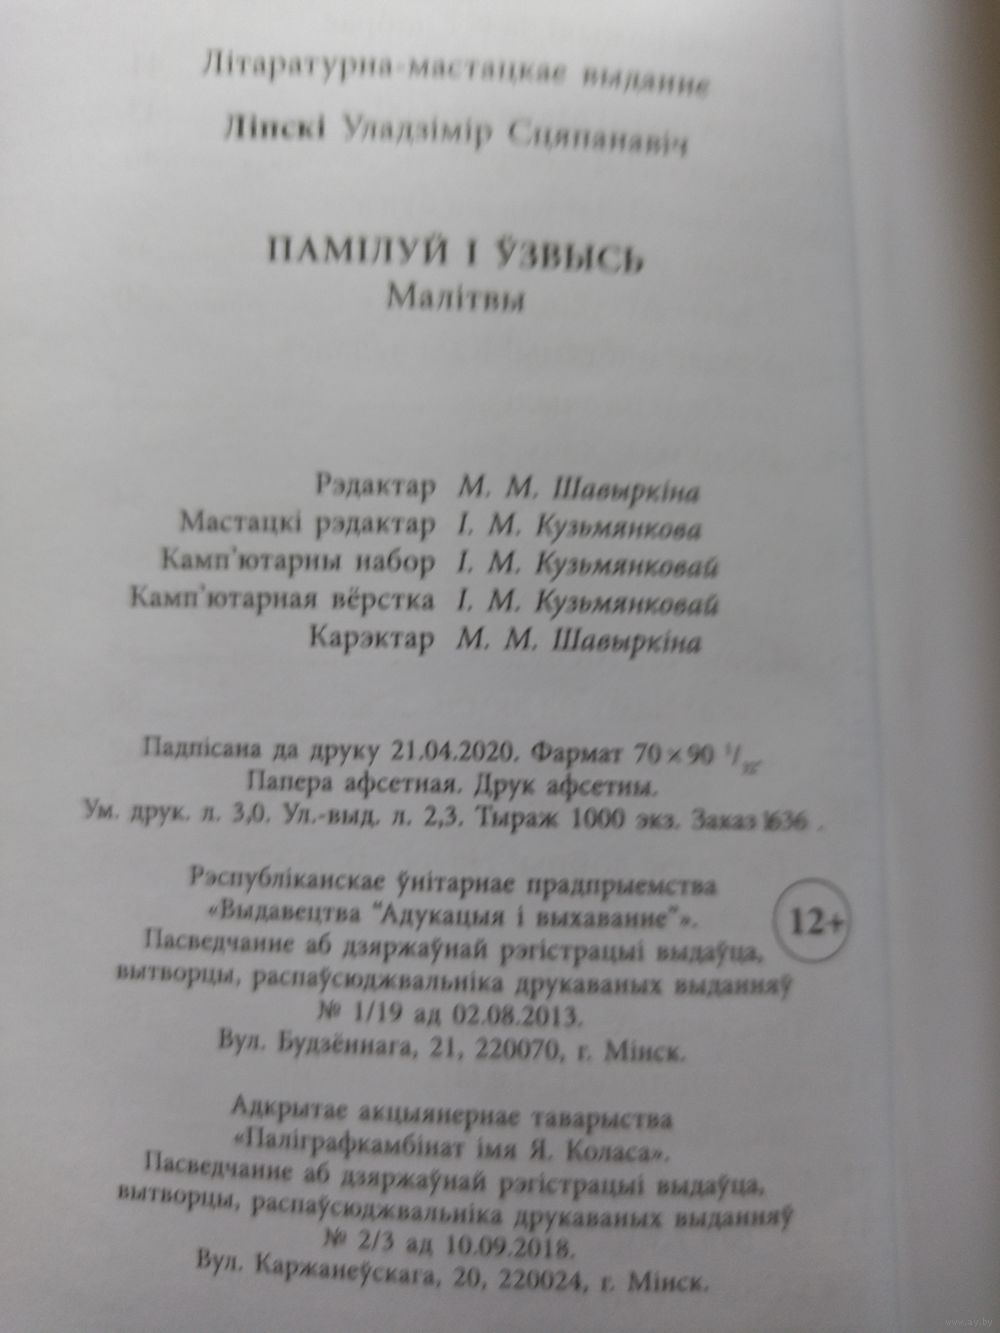 Літаратурна-мастацкае выданне
Ліпскі Уладзімір Сцяпанавіч
ПАМІЛУЙ І ЎЗВЫСЬ
Малітвы
Рэдактар М. М. Шавыркіна
Мастацкі рэдактар І. М. Кузьмянкова
Камп'ютарны набор І. М. Кузьмянковай
Камп'ютарная вёрстка І. М. Кузьмянковай
Карэктар М. М. Шавыркіна
Падпісана да друку 21.04.2020. Фармат 70 × 90
Папера афсетная. Друк афсетны.
Ум. друк. л. 3,0. Ул.-выд. л. 2,3. Тыраж 1000 экз. Заказ 1636 .
Рэспубліканскае ўнітарнае прадпрыемства
«Выдавецтва "Адукацыя і выхаванне"».
12+
Пасведчанне аб дзяржаўнай рэгістрацыі выдаўца,
вытворцы, распаўсюджвальніка друкаваных выданняў
№ 1/19 ад 02.08.2013.
Вул. Будзённага, 21, 220070, г. Мінск.
Адкрытае акцыянернае таварыства
«Паліграфкамбінат імя Я. Коласа».
Пасведчанне аб дзяржаўнай рэгістрацыі выдаўца,
вытворцы, распаўсюджвальніка друкаваных выданняў
№ 2/3 ад 10.09.2018.
Вул. Каржанеўскага, 20, 220024, г. Мінск.
www.ay.by